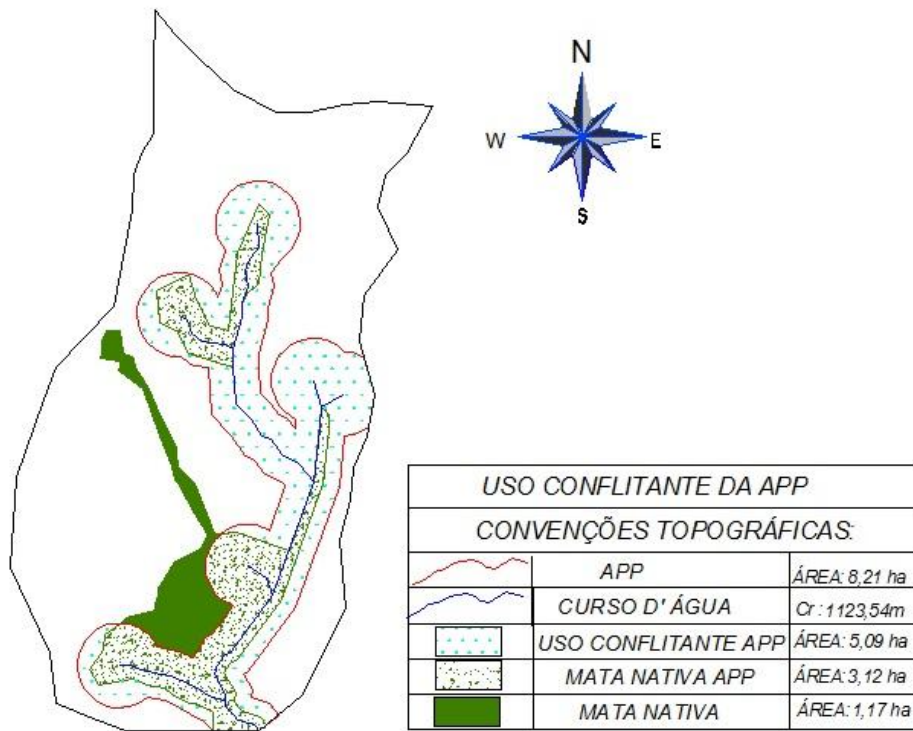 N
W E
S
USO CONFLITANTE DA APP
CONVENÇÕES TOPOGRÁFICAS:
APP ÁREA: 8,21 ha
CURSO D' ÁGUA Cr : 1123,54m
USO CONFLITANTE APP ÁREA: 5,09 ha
MATA NATIVA APP ÁREA: 3,12 ha
MATA NATIVA ÁREA: 1,17 ha